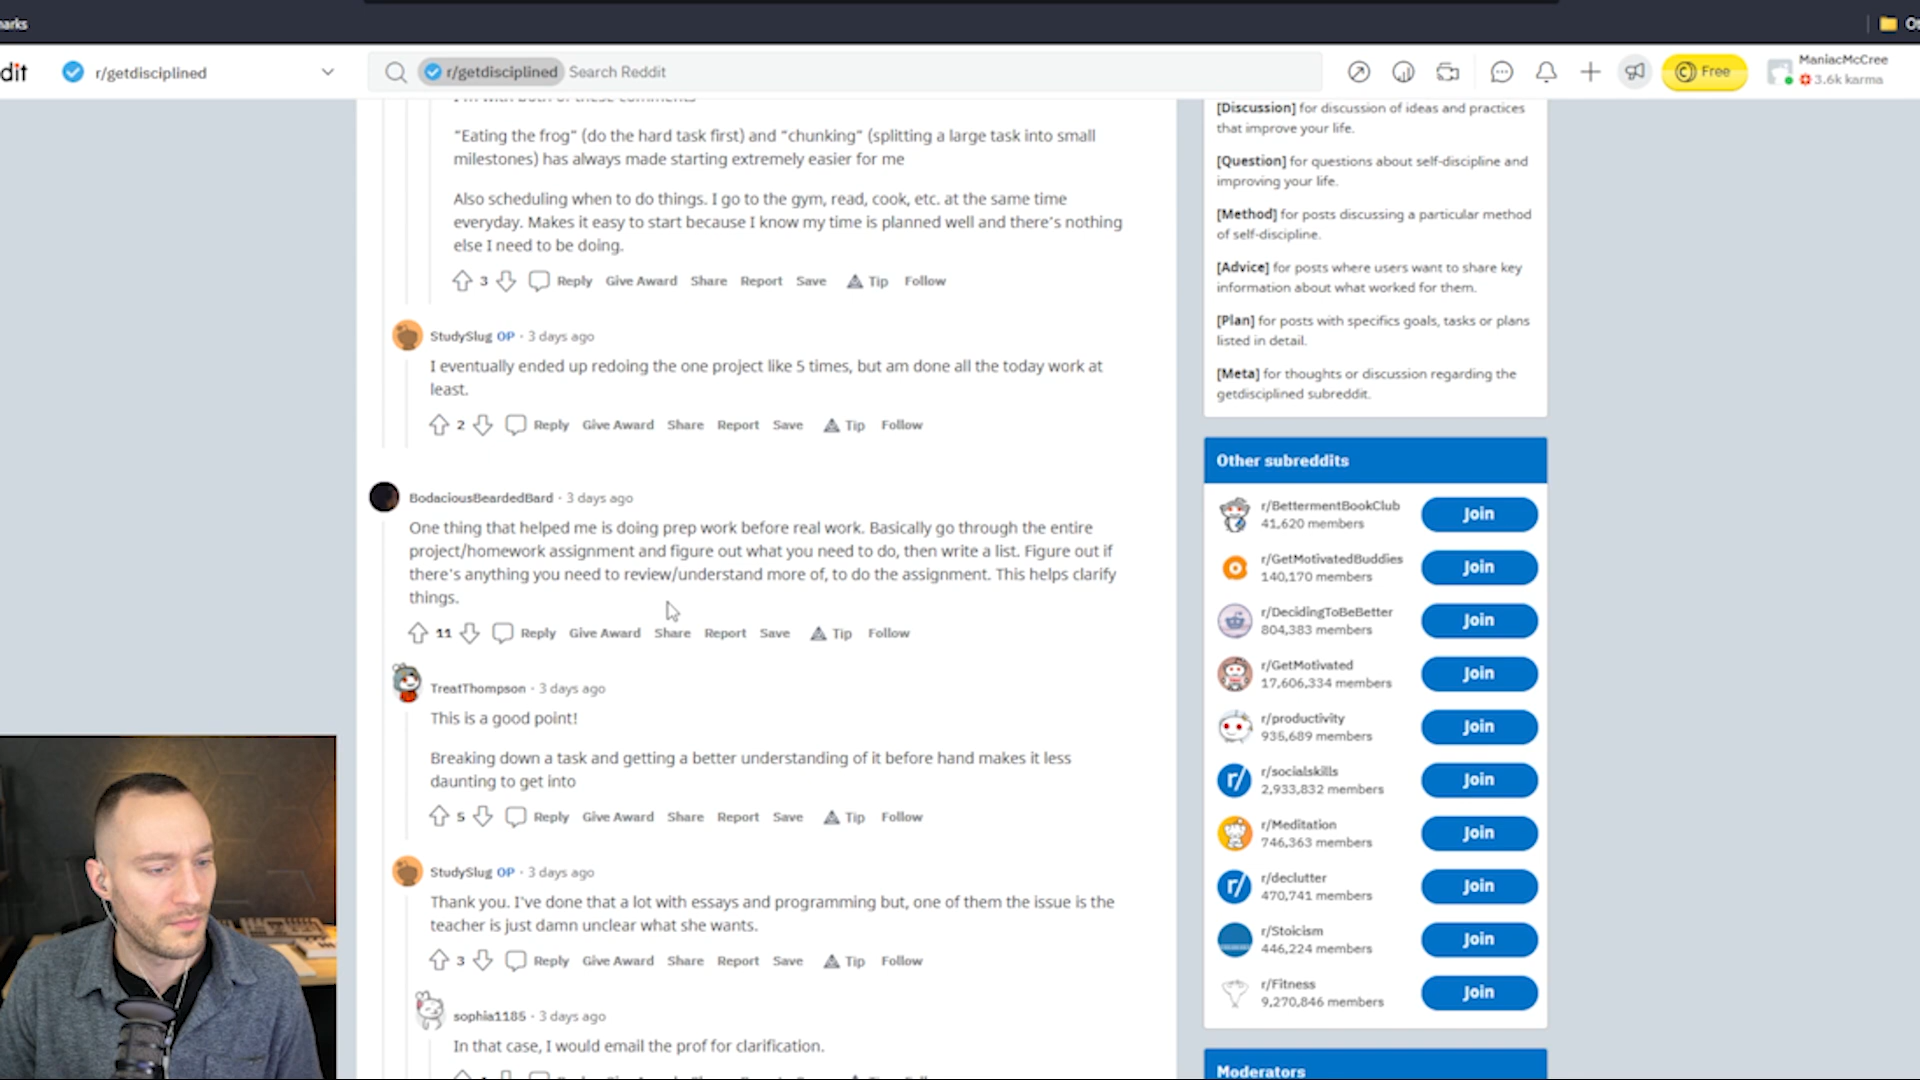 arks
Ot
dit
r/getdisciplined
r/getdisciplined Search Reddit
Free
ManiacMcCree
3.6k karma
I'm with both of these comments
"Eating the frog" (do the hard task first) and "chunking" (splitting a large task into small
milestones) has always made starting extremely easier for me
Also scheduling when to do things. I go to the gym, read, cook, etc. at the same time
everyday. Makes it easy to start because I know my time is planned well and there's nothing
else I need to be doing.
3 Reply Give Award Share Report Save Tip Follow
StudySlug OP · 3 days ago
I eventually ended up redoing the one project like 5 times, but am done all the today work at
least.
2 Reply Give Award Share Report Save Tip Follow
BodaciousBeardedBard · 3 days ago
One thing that helped me is doing prep work before real work. Basically go through the entire
project/homework assignment and figure out what you need to do, then write a list. Figure out if
there's anything you need to review/understand more of, to do the assignment. This helps clarify
things.
11 Reply Give Award Share Report Save Tip Follow
TreatThompson · 3 days ago
This is a good point!
Breaking down a task and getting a better understanding of it before hand makes it less
daunting to get into
5 Reply Give Award Share Report Save Tip Follow
StudySlug OP · 3 days ago
Thank you. I've done that a lot with essays and programming but, one of them the issue is the
teacher is just damn unclear what she wants.
3 Reply Give Award Share Report Save Tip Follow
sophia1185 · 3 days ago
In that case, I would email the prof for clarification.
[Discussion] for discussion of ideas and practices
that improve your life.
[Question] for questions about self-discipline and
improving your life.
[Method] for posts discussing a particular method
of self-discipline.
[Advice] for posts where users want to share key
information about what worked for them.
[Plan] for posts with specifics goals, tasks or plans
listed in detail.
[Meta] for thoughts or discussion regarding the
getdisciplined subreddit.
Other subreddits
r/BettermentBookClub
41,620 members
Join
r/GetMotivatedBuddies
140,170 members
Join
r/DecidingToBeBetter
804,383 members
Join
r/GetMotivated
17,606,334 members
Join
r/productivity
935,689 members
Join
r/socialskills
2,933,832 members
Join
r/Meditation
746,363 members
Join
r/declutter
470,741 members
Join
r/Stoicism
446,224 members
Join
r/Fitness
9,270,846 members
Join
Moderators